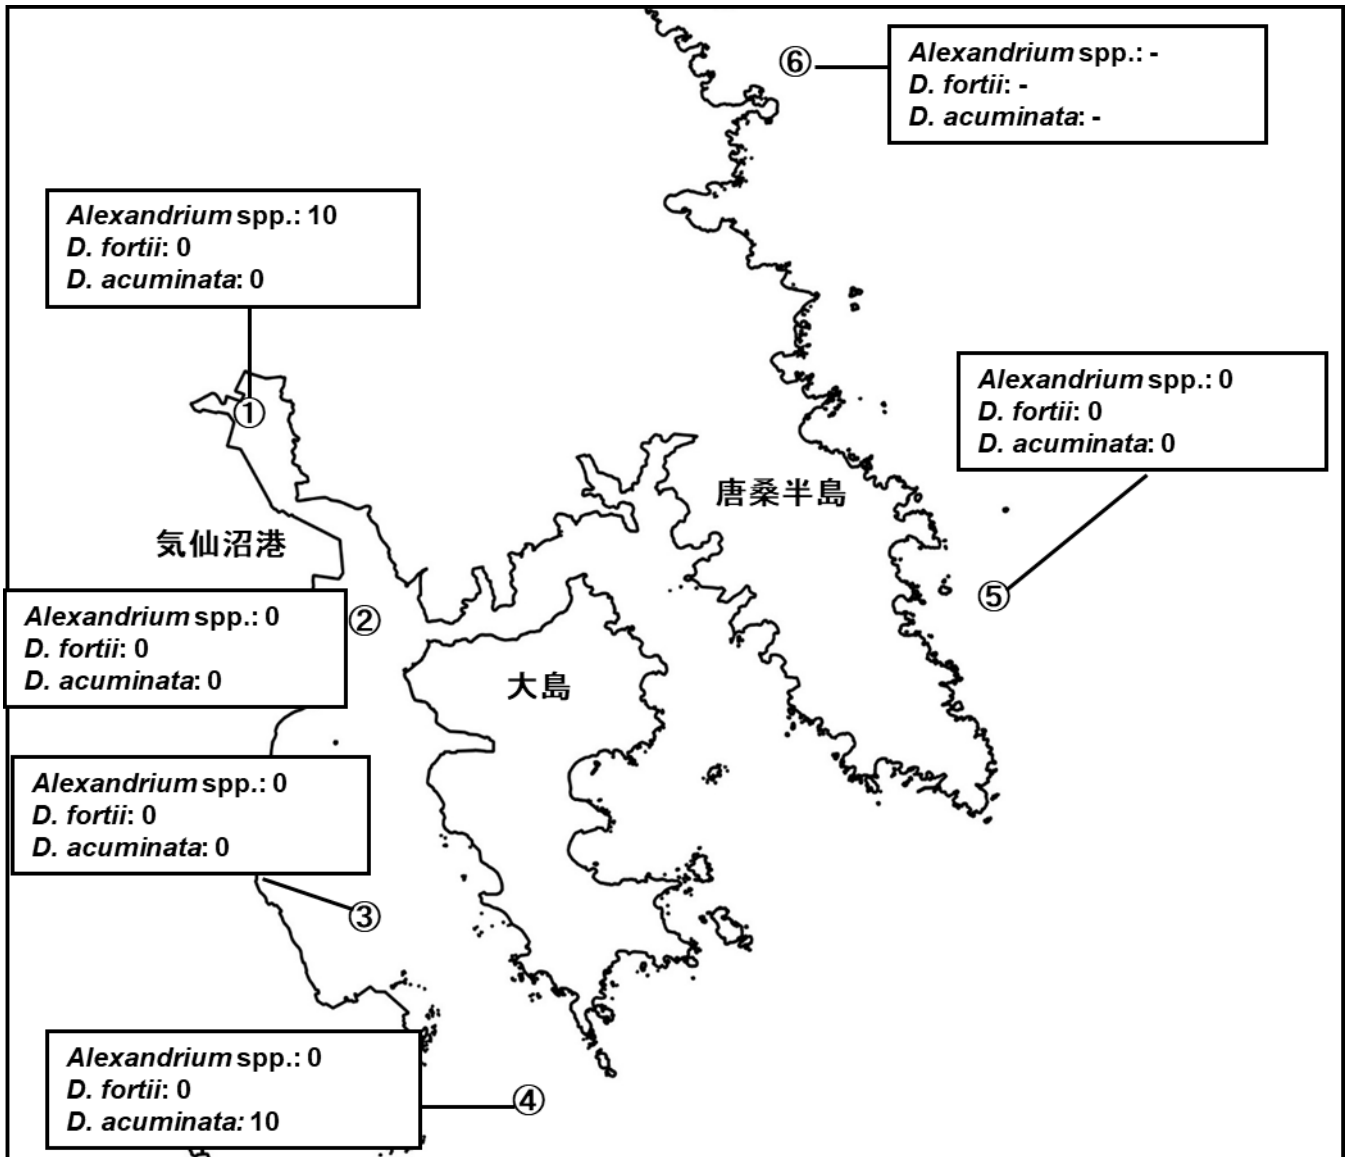 ⑥
Alexandrium spp.: -
D. fortii: -
D. acuminata: -
Alexandrium spp.: 10
D. fortii: 0
D. acuminata: 0
①
Alexandrium spp.: 0
D. fortii: 0
D. acuminata: 0
唐桑半島
気仙沼港
⑤
Alexandrium spp.: 0
D. fortii: 0
D. acuminata: 0
②
大島
Alexandrium spp.: 0
D. fortii: 0
D. acuminata: 0
③
Alexandrium spp.: 0
D. fortii: 0
D. acuminata: 10
④